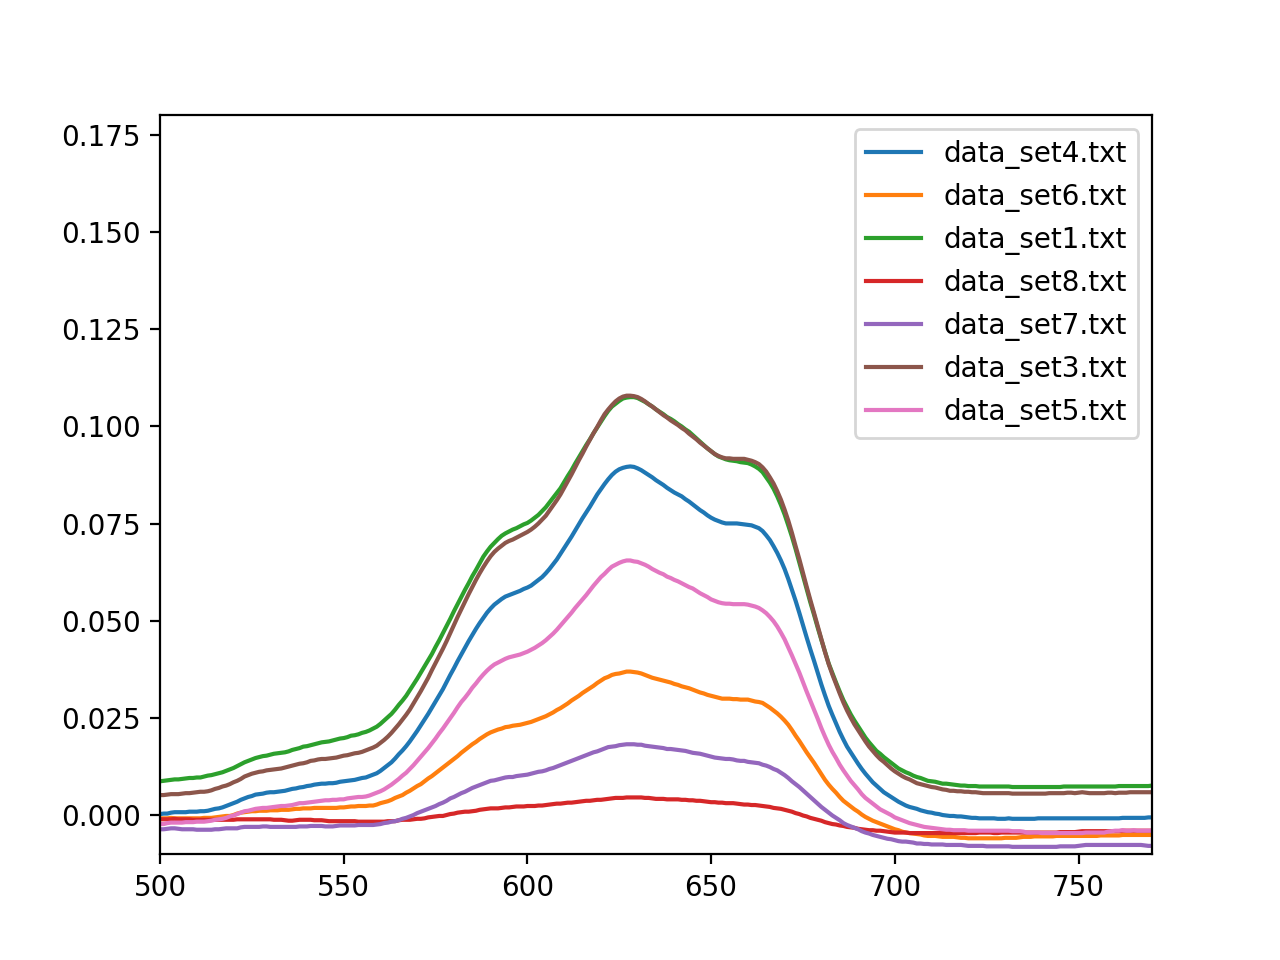 0.175
0.150
0.125
0.100
0.075
0.050
0.025
0.000
500 550 600 650 700 750
data_set4.txt
data_set6.txt
data_set1.txt
data_set8.txt
data_set7.txt
data_set3.txt
data_set5.txt